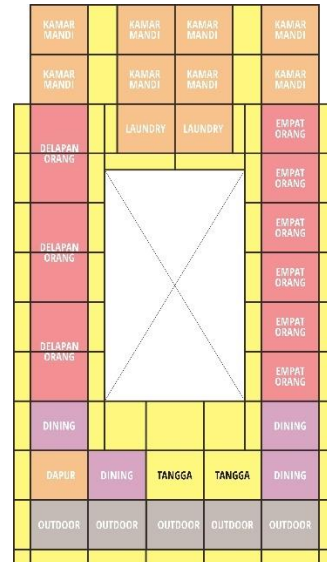 KAMAR
MANDI
KAMAR
MANDI
KAMAR
MANDI
KAMAR
MANDI
KAMAR
MANDI
KAMAR
MANDI
KAMAR
MANDI
KAMAR
MANDI
LAUNDRY
LAUNDRY
EMPAT
ORANG
DELAPAN
ORANG
EMPAT
ORANG
EMPAT
ORANG
DELAPAN
ORANG
EMPAT
ORANG
EMPAT
ORANG
DELAPAN
ORANG
EMPAT
ORANG
DINING
DINING
DAPUR
DINING
TANGGA
TANGGA
DINING
OUTDOOR
OUTDOOR
OUTDOOR
OUTDOOR
OUTDOOR